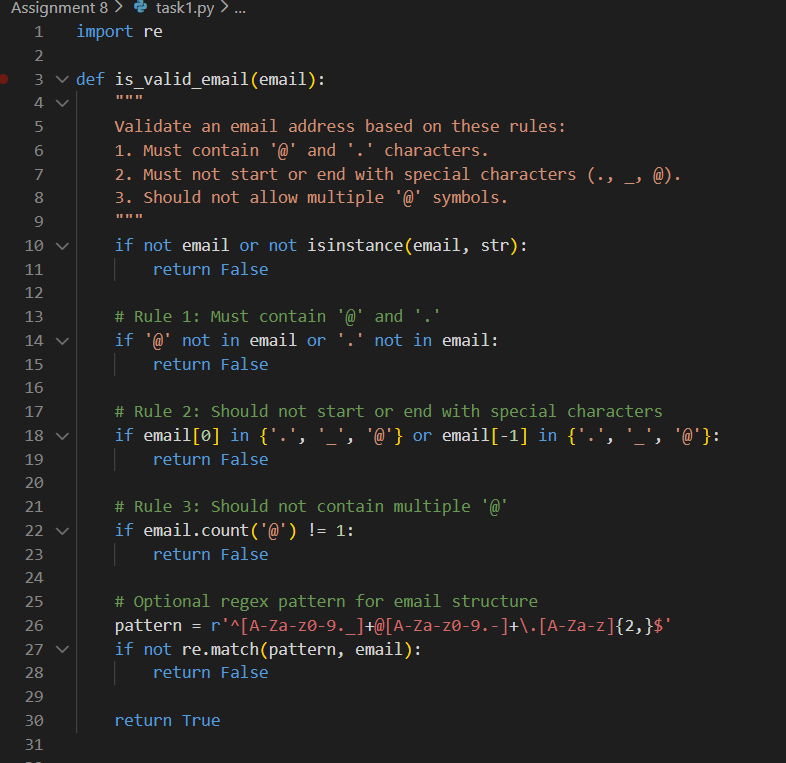 Assignment 8 > task1.py > ...
1 import re
2
3 def is_valid_email(email):
4     """
5     Validate an email address based on these rules:
6     1. Must contain '@' and '.' characters.
7     2. Must not start or end with special characters (., _, @).
8     3. Should not allow multiple '@' symbols.
9     """
10     if not email or not isinstance(email, str):
11         return False
12
13     # Rule 1: Must contain '@' and '.'
14     if '@' not in email or '.' not in email:
15         return False
16
17     # Rule 2: Should not start or end with special characters
18     if email[0] in {'.', '_', '@'} or email[-1] in {'.', '_', '@'}:
19         return False
20
21     # Rule 3: Should not contain multiple '@'
22     if email.count('@') != 1:
23         return False
24
25     # Optional regex pattern for email structure
26     pattern = r'^[A-Za-z0-9._]+@[A-Za-z0-9.-]+\.[A-Za-z]{2,}$'
27     if not re.match(pattern, email):
28         return False
29
30     return True
31